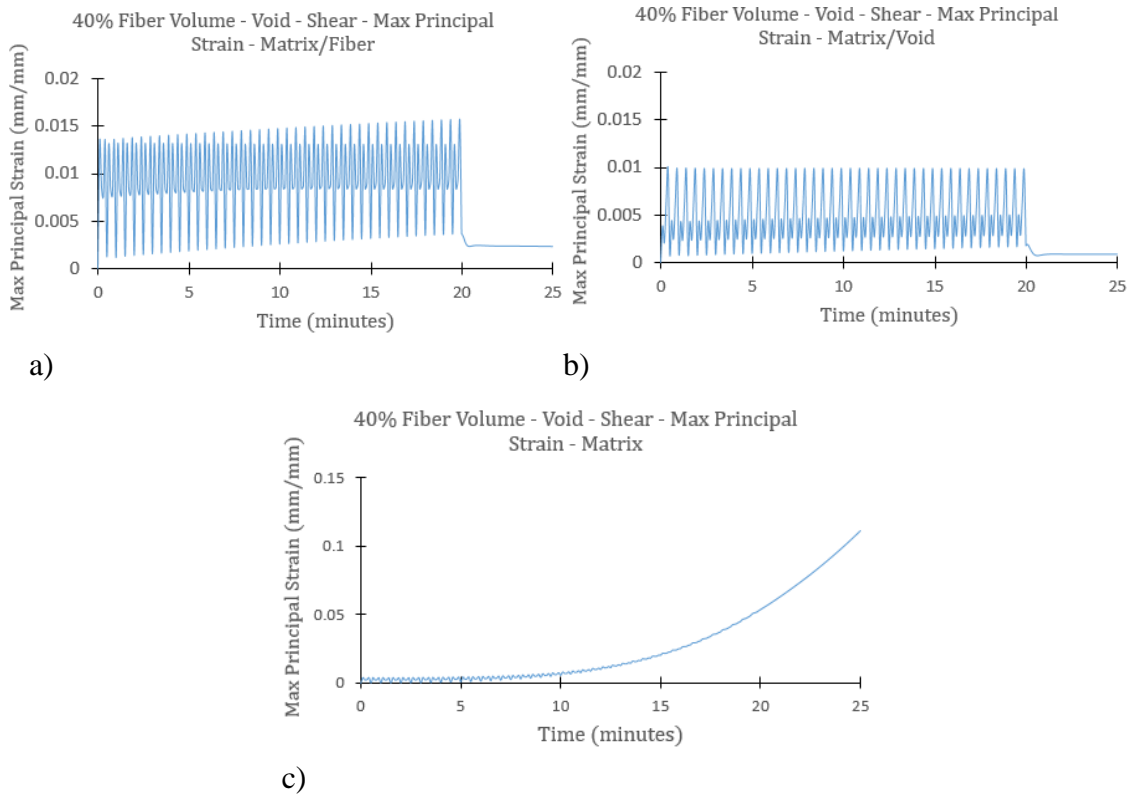 40% Fiber Volume - Void - Shear - Max Principal
Strain - Matrix/Fiber
Max Principal Strain (mm/mm)
0.02
0.015
0.01
0.005
0
0 5 10 15 20 25
Time (minutes)
a)
40% Fiber Volume - Void - Shear - Max Principal
Strain - Matrix/Void
Max Principal Strain (mm/mm)
0.02
0.015
0.01
0.005
0
0 5 10 15 20 25
Time (minutes)
b)
40% Fiber Volume - Void - Shear - Max Principal
Strain - Matrix
Max Principal Strain (mm/mm)
0.15
0.1
0.05
0
0 5 10 15 20 25
Time (minutes)
c)